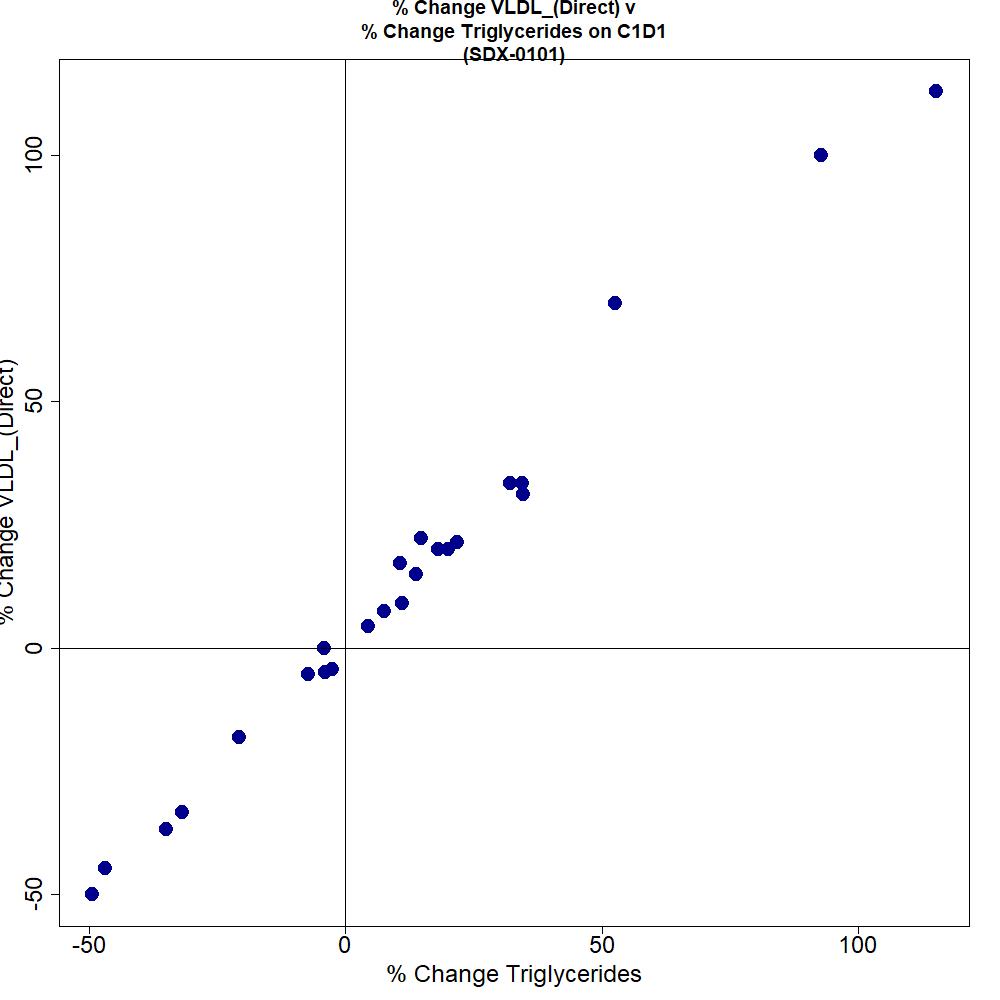 % Change VLDL_(Direct) v
% Change Triglycerides on C1D1
(SDX-0101)
% Change VLDL_(Direct)
100
50
0
-50
-50
0
50
100
% Change Triglycerides